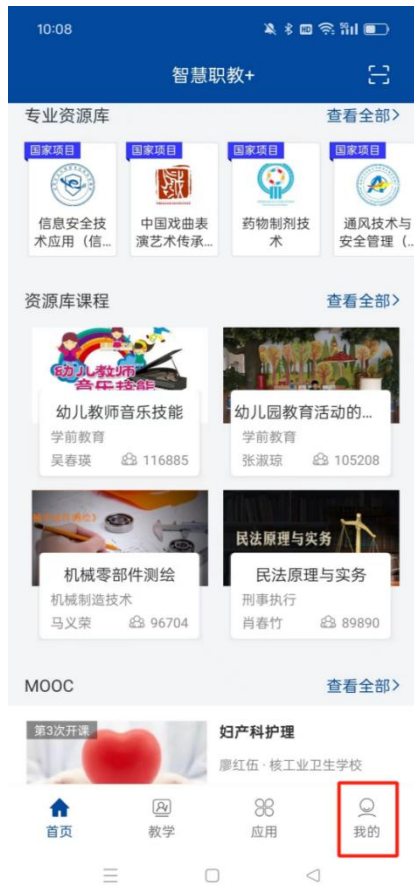 10:08
HD
智慧职教+
专业资源库
查看全部>
国家项目
国家项目
国家项目
国家项目
信息安全技
术应用（信...
中国戏曲表
演艺术传承...
药物制剂技
术
通风技术与
安全管理（...
资源库课程
查看全部>
幼儿教师
音乐技能
幼儿教师音乐技能
学前教育
吴春瑛
116885
幼儿园教育活动的...
学前教育
张淑琼
105208
机械零部件测绘
机械制造技术
马义荣
96704
民法原理与实务
民法原理与实务
刑事执行
肖春竹
89890
MOOC
查看全部>
第3次开课
妇产科护理
廖红伍·核工业卫生学校
首页
教学
应用
我的